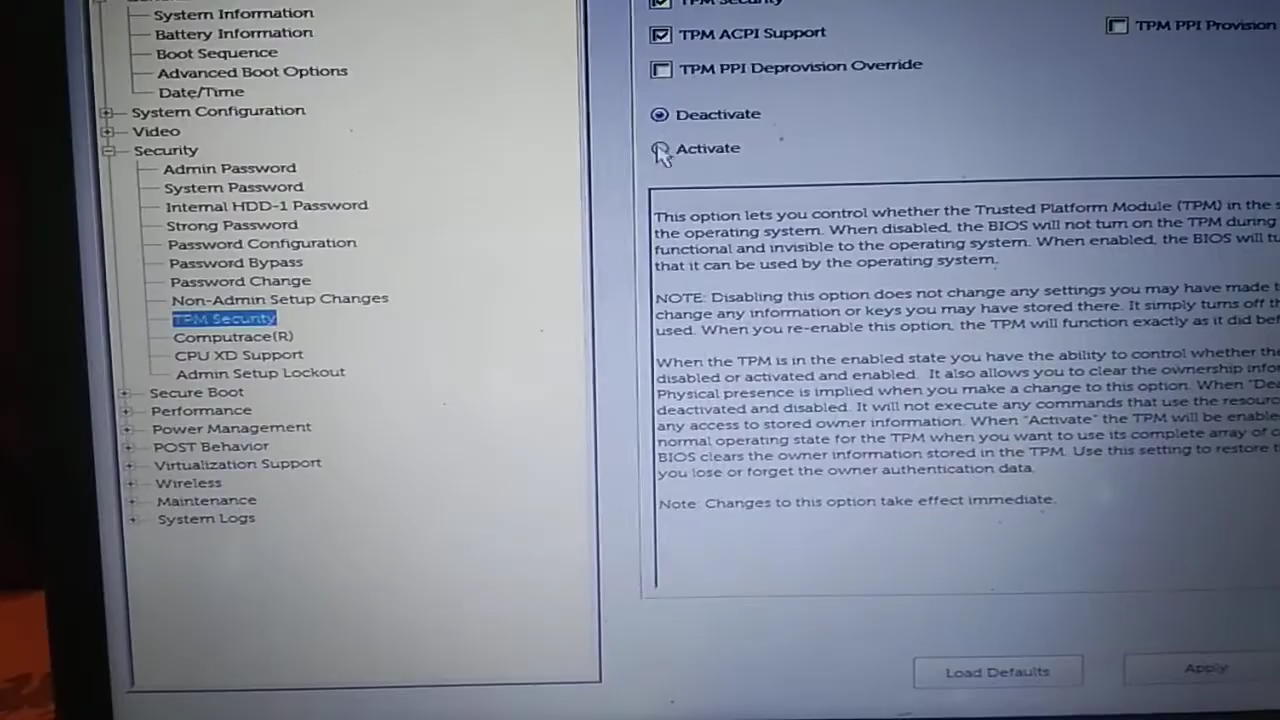 System Information
Battery Information
Boot Sequence
Advanced Boot Options
Date/Time
System Configuration
Video
Security
Admin Password
System Password
Internal HDD-1 Password
Strong Password
Password Configuration
Password Bypass
Password Change
Non-Admin Setup Changes
TPM Security
Computrace(R)
CPU XD Support
Admin Setup Lockout
Secure Boot
Performance
Power Management
POST Behavior
Virtualization Support
Wireless
Maintenance
System Logs
TPM Security
TPM ACPI Support
TPM PPI Provision
TPM PPI Deprovision Override
Deactivate
Activate
This option lets you control whether the Trusted Platform Module (TPM) in the
the operating system. When disabled, the BIOS will not turn on the TPM during
functional and invisible to the operating system. When enabled, the BIOS will
that it can be used by the operating system.
NOTE: Disabling this option does not change any settings you may have made
change any information or keys you may have stored there. It simply turns off
used. When you re-enable this option, the TPM will function exactly as it did
When the TPM is in the enabled state you have the ability to control whether
disabled or activated and enabled. It also allows you to clear the ownership
Physical presence is implied when you make a change to this option. When
deactivated and disabled. It will not execute any commands that use the
any access to stored owner information. When "Activate" the TPM will be
normal operating state for the TPM when you want to use its complete array of
BIOS clears the owner information stored in the TPM. Use this setting to restore
you lose or forget the owner authentication data.
Note: Changes to this option take effect immediate.
Load Defaults
Apply